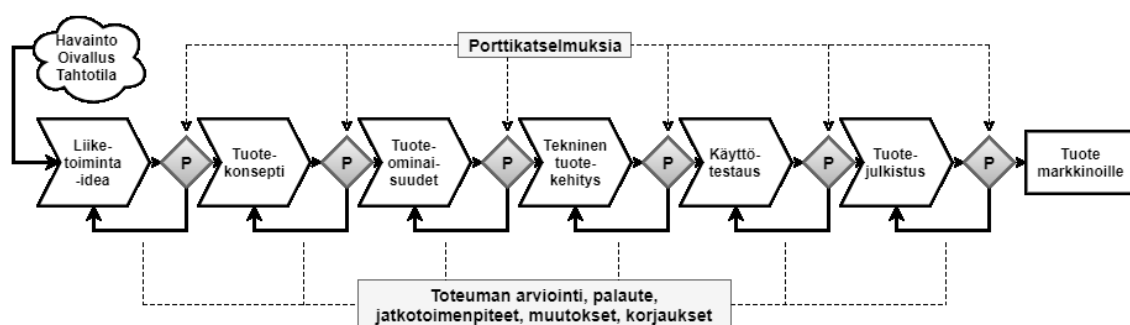 Havainto
Oivallus
Tahtotila
Porttikatselmuksia
Liike-
toiminta
-idea
P
Tuote-
konsepti
P
Tuote-
ominai-
suudet
P
Tekninen
tuote-
kehitys
P
Käyttö-
testaus
P
Tuote-
julkistus
P
Tuote
markkinoille
Toteuman arviointi, palaute,
jatkotoimenpiteet, muutokset, korjaukset